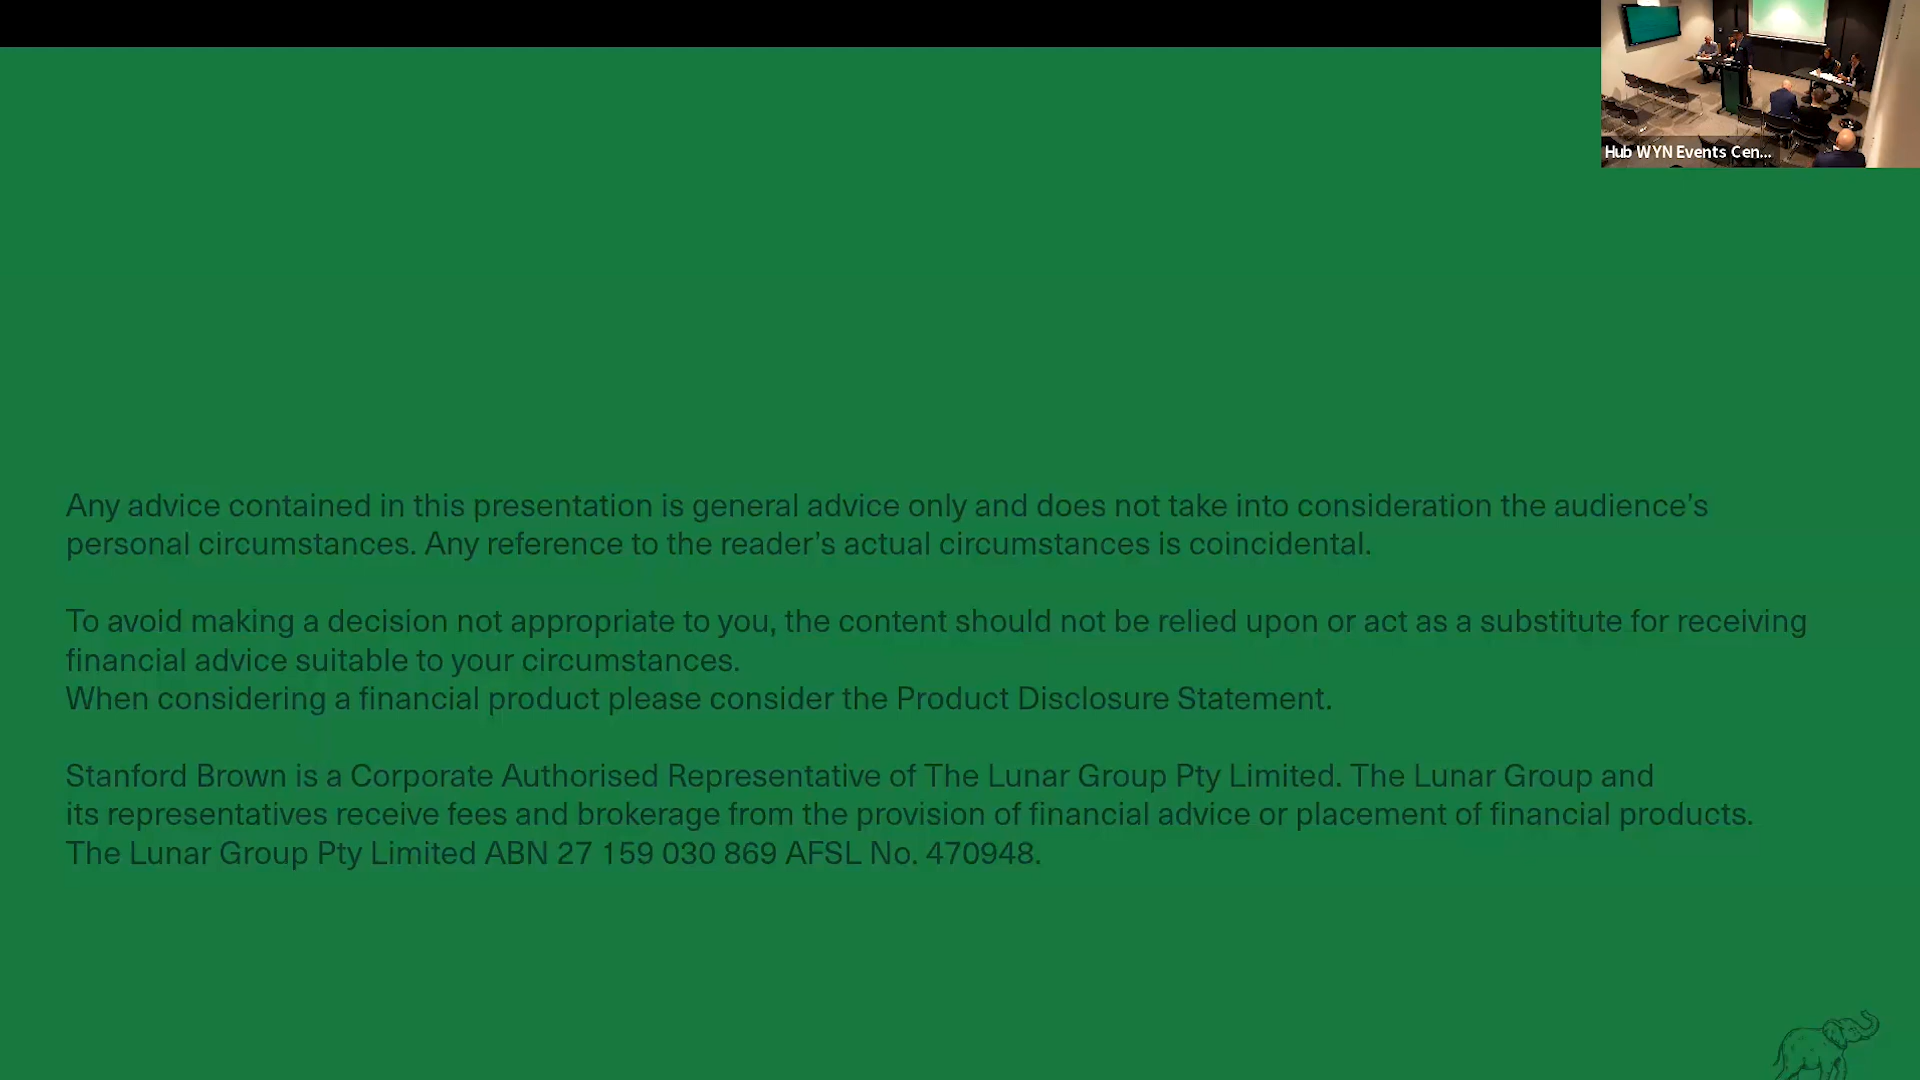 Hub WYN Events Cen...
Any advice contained in this presentation is general advice only and does not take into consideration the audience’s
personal circumstances. Any reference to the reader’s actual circumstances is coincidental.
To avoid making a decision not appropriate to you, the content should not be relied upon or act as a substitute for receiving
financial advice suitable to your circumstances.
When considering a financial product please consider the Product Disclosure Statement.
Stanford Brown is a Corporate Authorised Representative of The Lunar Group Pty Limited. The Lunar Group and
its representatives receive fees and brokerage from the provision of financial advice or placement of financial products.
The Lunar Group Pty Limited ABN 27 159 030 869 AFSL No. 470948.